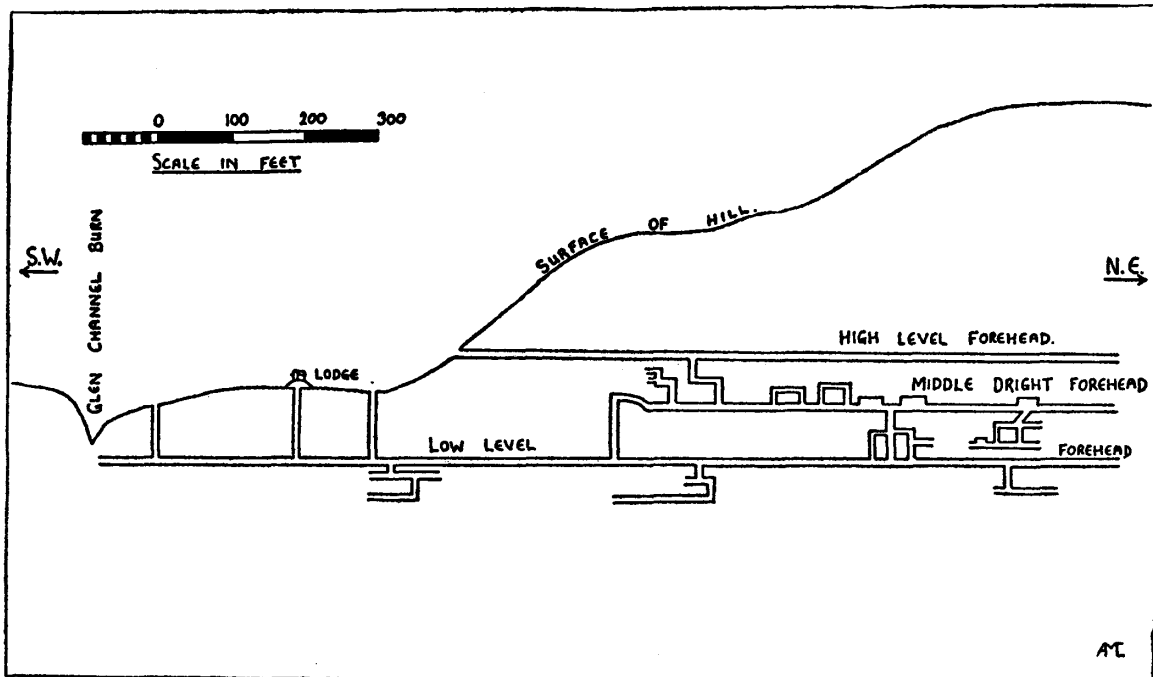 0 100 200 300
SCALE IN FEET
GLEN CHANNEL BURN
S.W.
SURFACE OF HILL.
N.E.
HIGH LEVEL FOREHEAD.
LODGE
MIDDLE DRIGHT FOREHEAD
LOW LEVEL
FOREHEAD